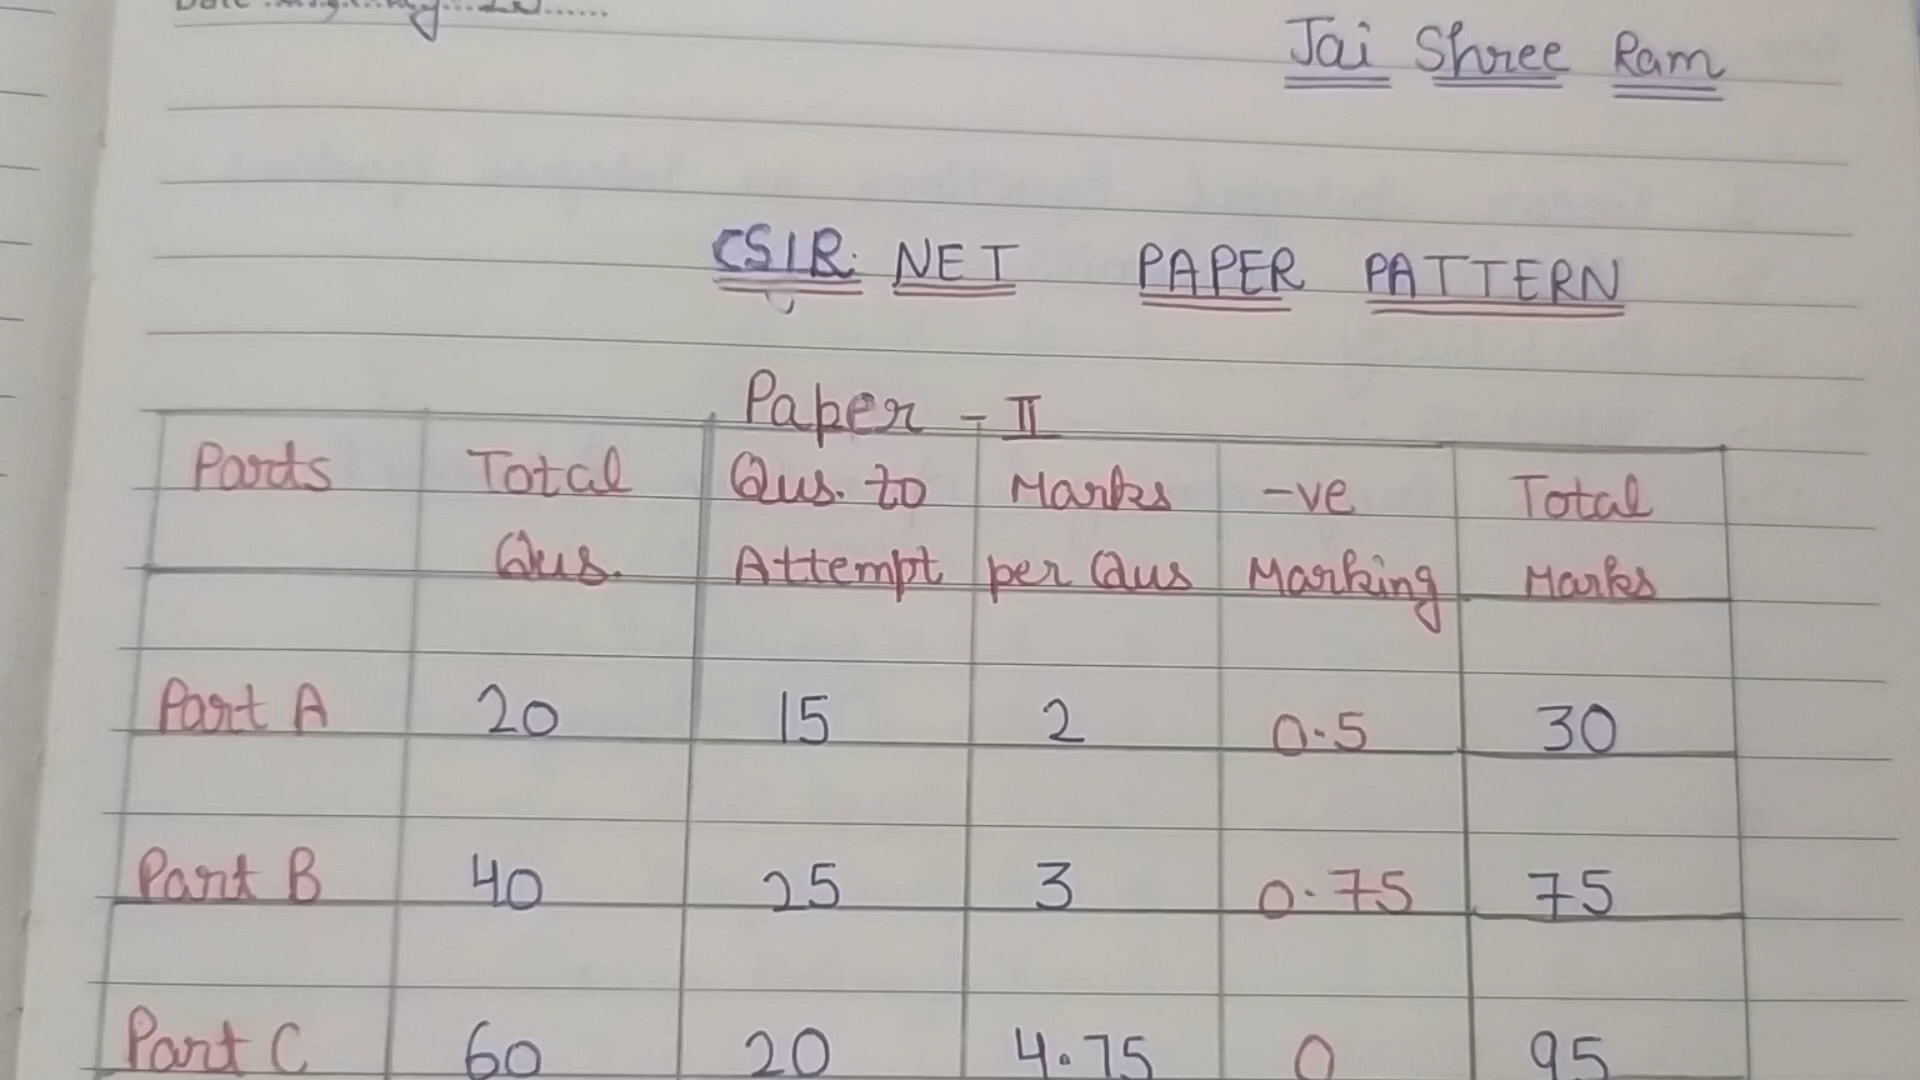 Jai Shree Ram
CSIR NET PAPER PATTERN
Paper - II
Parts Total Qus. to Marks -ve Total
Qus. Attempt per Qus Marking Marks
Part A 20 15 2 0.5 30
Part B 40 25 3 0.75 75
Part C 60 20 4.75 0 95